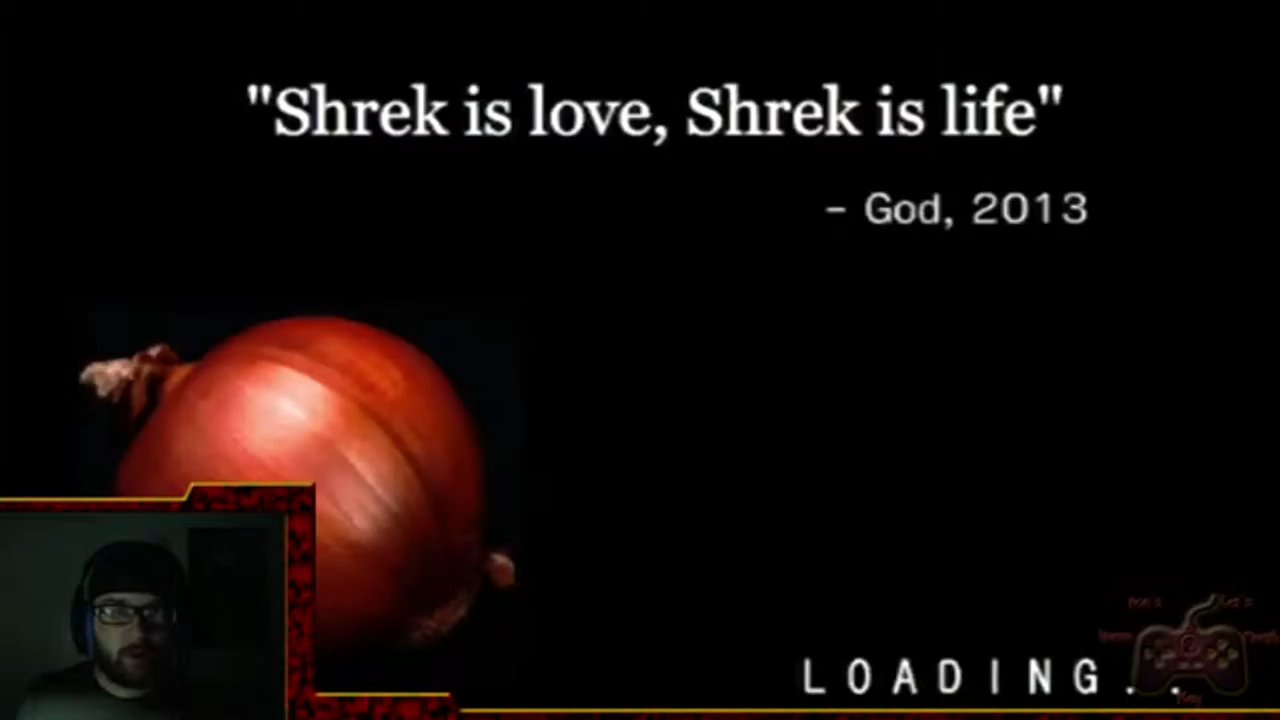 "Shrek is love, Shrek is life"
– God, 2013
LOADING...